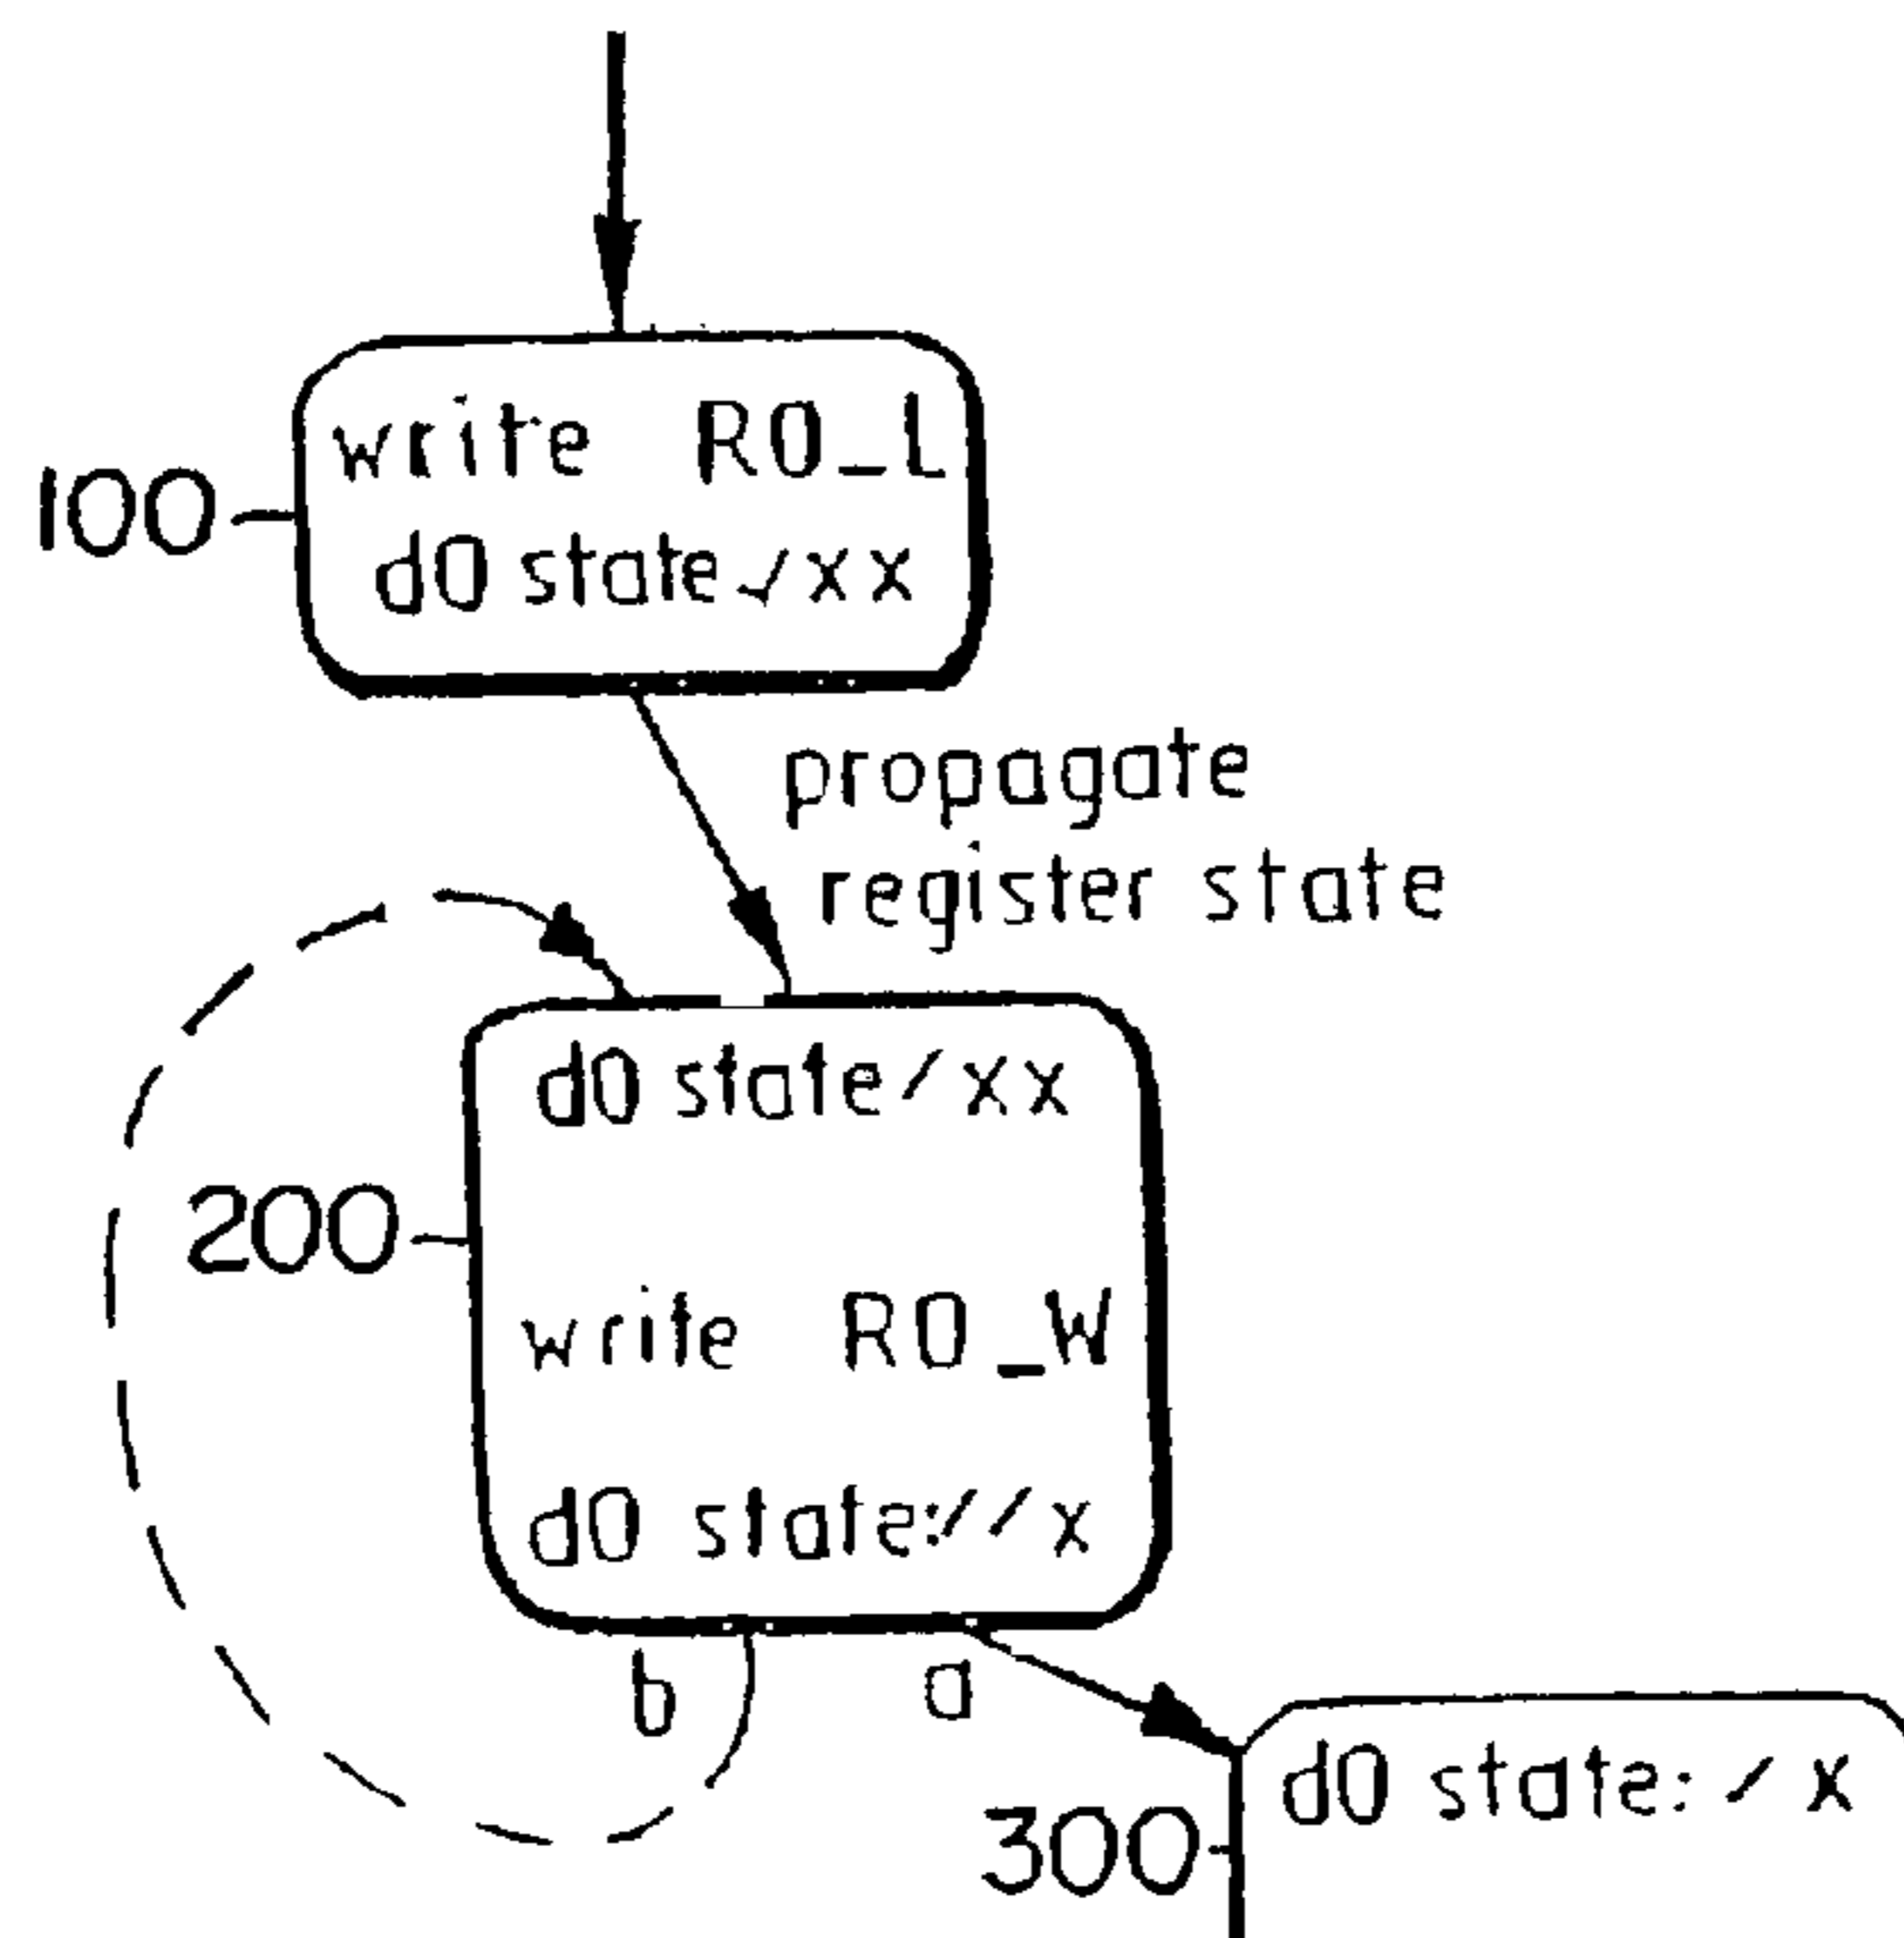 write R0_L
100
d0 state ✓xx
propagate
register state
d0 state/xx
200
write R0_W
d0 state://x
b a
d0 state: /x
300